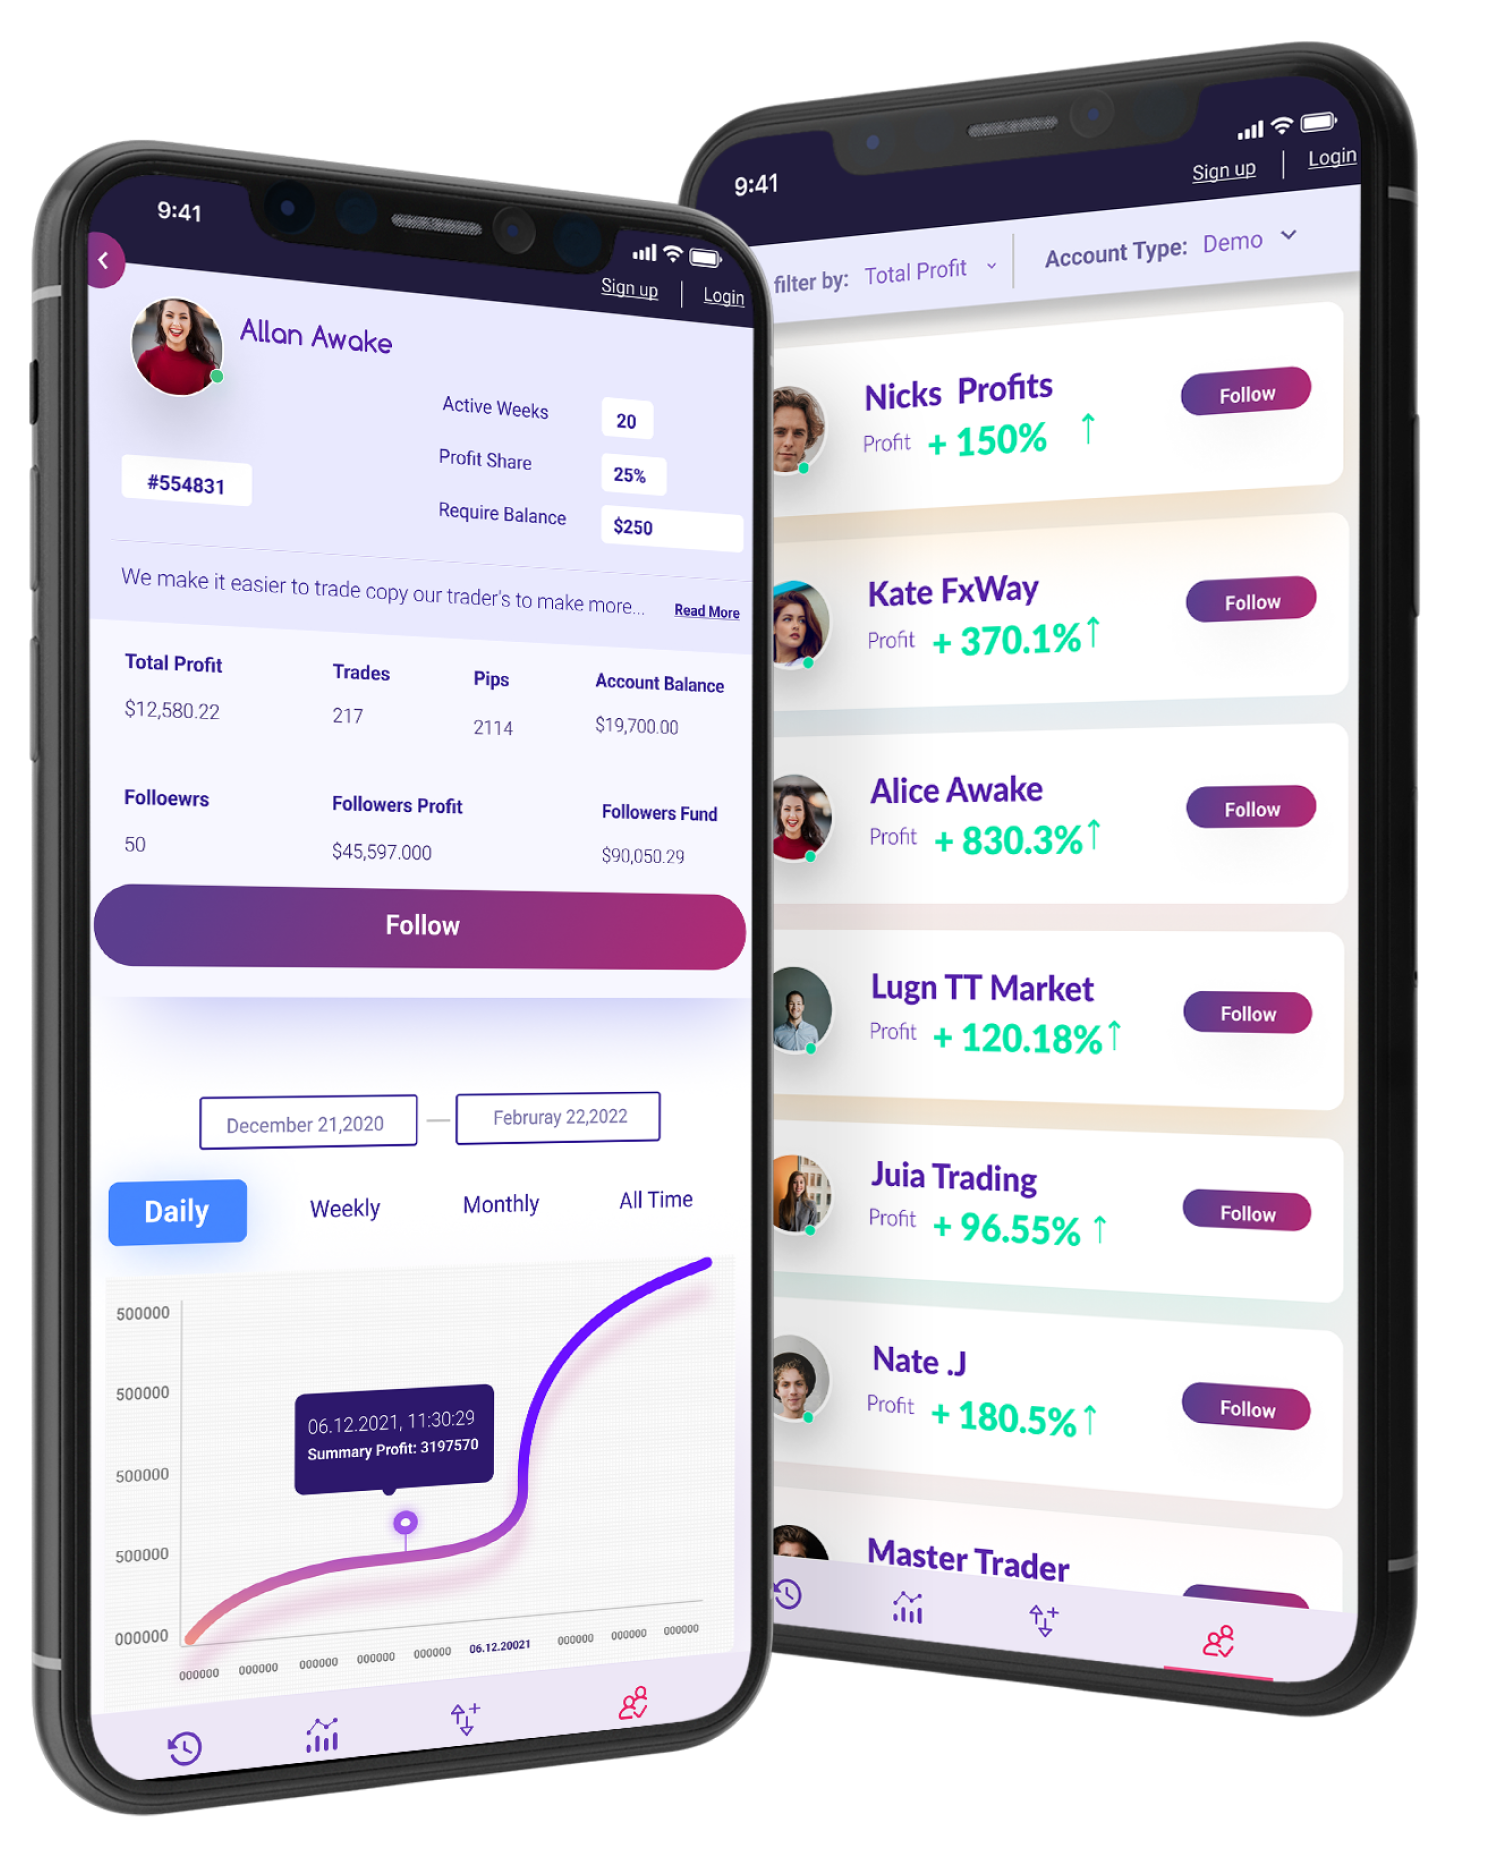 9:41
Sign up | Login
Allan Awake
Active Weeks 20
Profit Share 25%
#554831
Require Balance $250
We make it easier to trade copy our trader's to make more... Read More
Total Profit Trades Pips Account Balance
$12,580.22 217 2114 $19,700.00
Folloewrs Followers Profit Followers Fund
50 $45,597.000 $90,050.29
Follow
December 21,2020 — Februray 22,2022
Daily Weekly Monthly All Time
500000
500000
06.12.2021, 11:30:29
Summary Profit: 3197570
500000
500000
000000
000000 000000 000000 000000 000000 06.12.20021 000000 000000 000000
9:41
Sign up | Login
filter by: Total Profit Account Type: Demo
Nicks Profits
Profit + 150% ↑
Follow
Kate FxWay
Profit + 370.1% ↑
Follow
Alice Awake
Profit + 830.3% ↑
Follow
Lugn TT Market
Profit + 120.18% ↑
Follow
Juia Trading
Profit + 96.55% ↑
Follow
Nate .J
Profit + 180.5% ↑
Follow
Master Trader